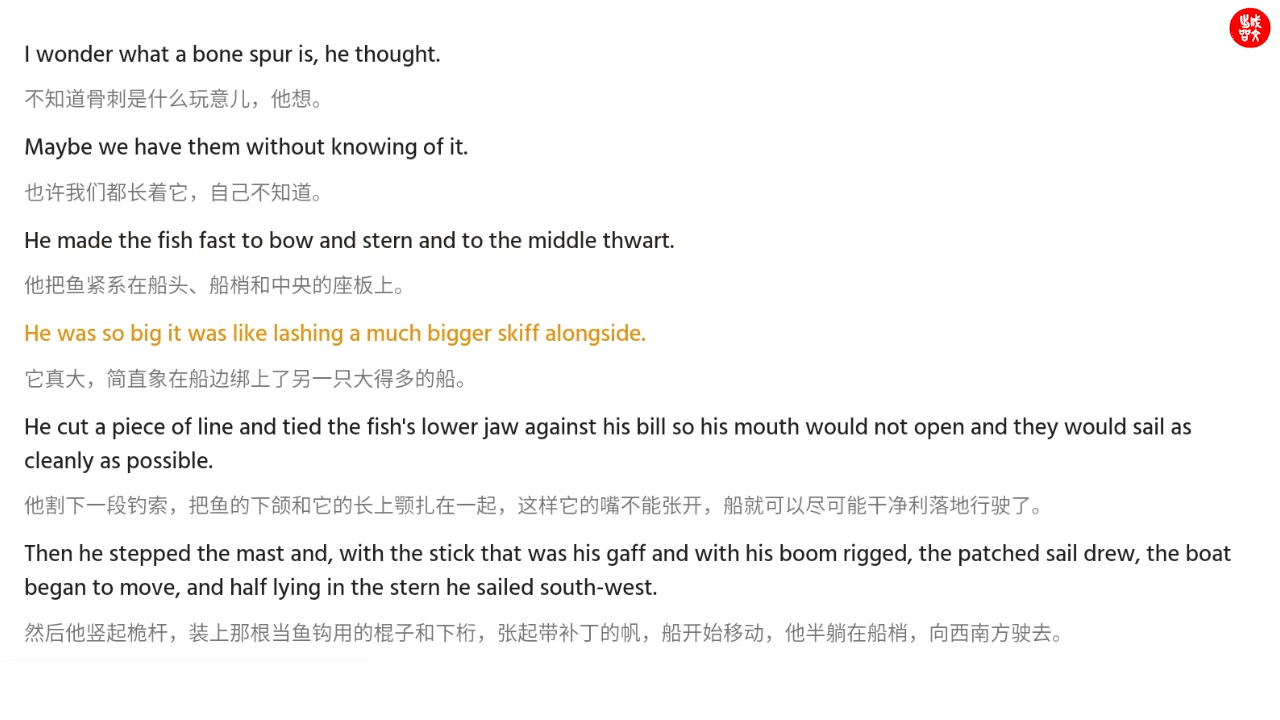 I wonder what a bone spur is, he thought.
不知道骨刺是什么玩意儿，他想。
Maybe we have them without knowing of it.
也许我们都长着它，自己不知道。
He made the fish fast to bow and stern and to the middle thwart.
他把鱼紧系在船头、船梢和中央的座板上。
He was so big it was like lashing a much bigger skiff alongside.
它真大，简直象在船边绑上了另一只大得多的船。
He cut a piece of line and tied the fish's lower jaw against his bill so his mouth would not open and they would sail as
cleanly as possible.
他割下一段钓索，把鱼的下颌和它的长上颚扎在一起，这样它的嘴不能张开，船就可以尽可能干净利落地行驶了。
Then he stepped the mast and, with the stick that was his gaff and with his boom rigged, the patched sail drew, the boat
began to move, and half lying in the stern he sailed south-west.
然后他竖起桅杆，装上那根当鱼钩用的棍子和下桁，张起带补丁的帆，船开始移动，他半躺在船梢，向西南方驶去。